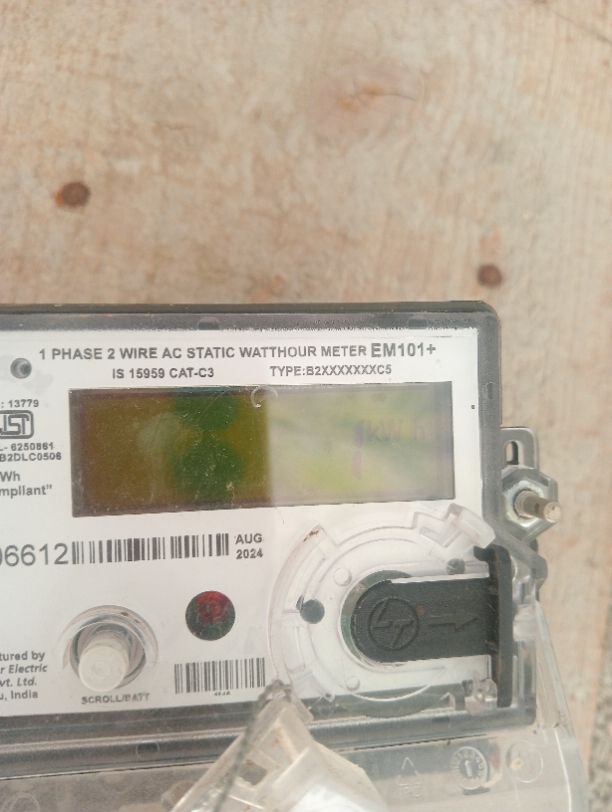 1 PHASE 2 WIRE AC STATIC WATTHOUR METER EM101+
IS 15959 CAT-C3 TYPE:B2XXXXXXXC5
: 13779
L- 6250861
B2DLC0506
Wh
mpliant"
06612
AUG
2024
tured by
r Electric
vt. Ltd.
u, India
SCROLL/BATT